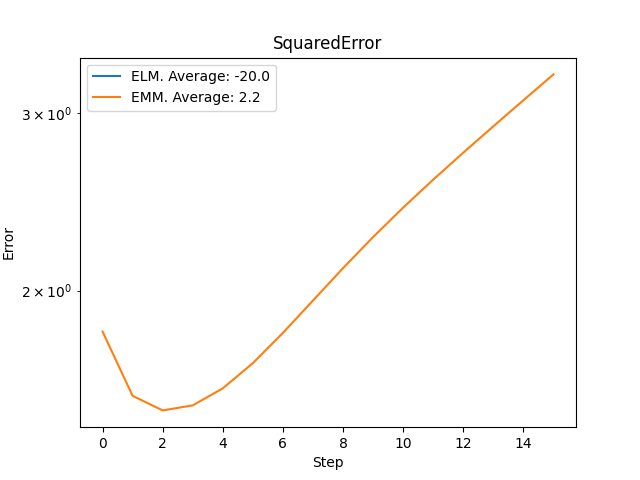 SquaredError
ELM. Average: -20.0
EMM. Average: 2.2
3 × 10⁰
2 × 10⁰
Error
0 2 4 6 8 10 12 14
Step